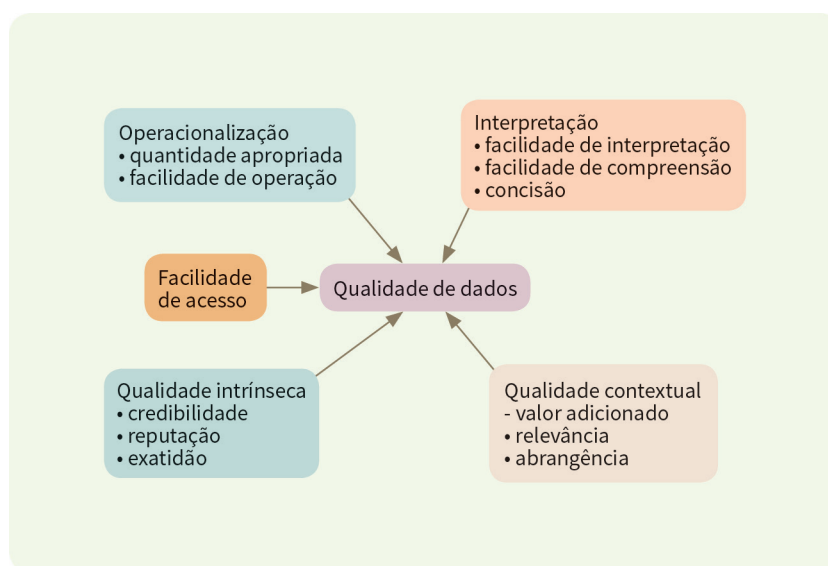 Operacionalização
• quantidade apropriada
• facilidade de operação
Interpretação
• facilidade de interpretação
• facilidade de compreensão
• concisão
Facilidade
de acesso
Qualidade de dados
Qualidade intrínseca
• credibilidade
• reputação
• exatidão
Qualidade contextual
- valor adicionado
• relevância
• abrangência